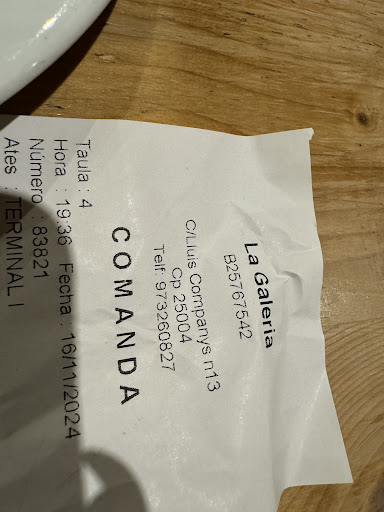 La Galeria
B25767542
C/Lluis Companys n13
Cp 25004
Telf: 973260827
COMANDA
Taula : 4
Hora : 19:36 Fecha : 16/11/2024
Número : 83821
Ates : TERMINAL I